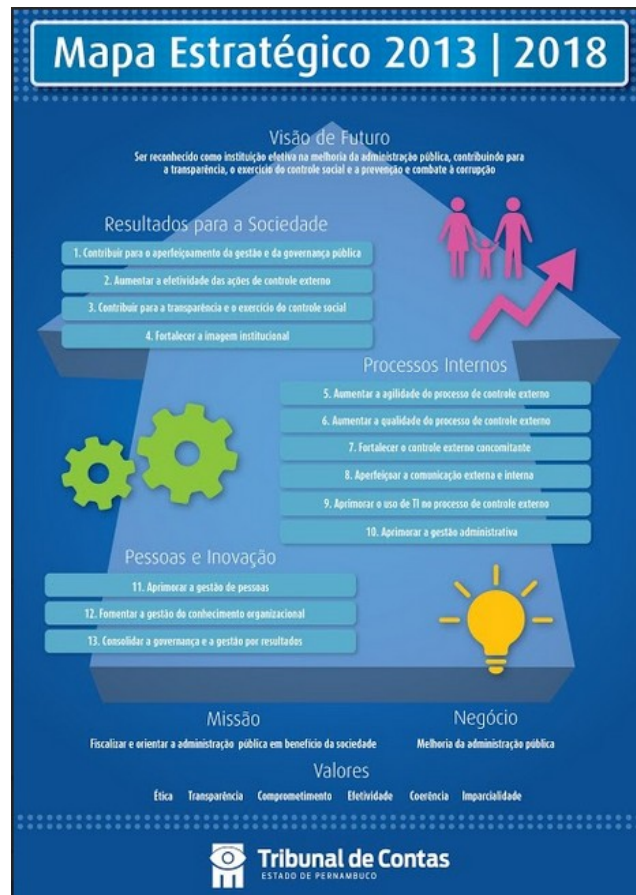 Mapa Estratégico 2013 | 2018
Visão de Futuro
Ser reconhecido como instituição efetiva na melhoria da administração pública, contribuindo para
a transparência, o exercício do controle social e a prevenção e combate à corrupção
Resultados para a Sociedade
1. Contribuir para o aperfeiçoamento da gestão e da governança pública
2. Aumentar a efetividade das ações de controle externo
3. Contribuir para a transparência e o exercício do controle social
4. Fortalecer a imagem institucional
Processos Internos
5. Aumentar a agilidade do processo de controle externo
6. Aumentar a qualidade do processo de controle externo
7. Fortalecer o controle externo concomitante
8. Aperfeiçoar a comunicação externa e interna
9. Aprimorar o uso de TI no processo de controle externo
10. Aprimorar a gestão administrativa
Pessoas e Inovação
11. Aprimorar a gestão de pessoas
12. Fomentar a gestão do conhecimento organizacional
13. Consolidar a governança e a gestão por resultados
Missão
Fiscalizar e orientar a administração pública em benefício da sociedade
Negócio
Melhoria da administração pública
Valores
Ética Transparência Comprometimento Efetividade Coerência Imparcialidade
Tribunal de Contas
ESTADO DE PERNAMBUCO